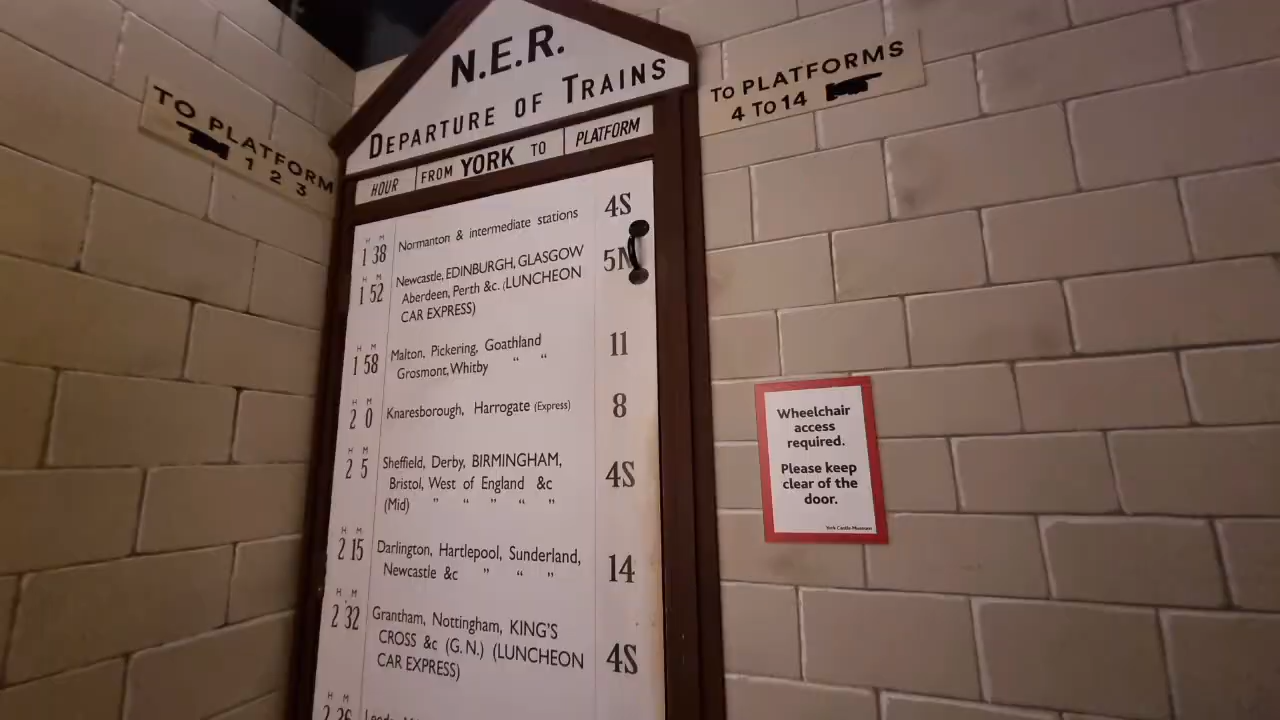 N.E.R.
DEPARTURE OF TRAINS
HOUR FROM YORK TO PLATFORM
TO PLATFORM
1 2 3
TO PLATFORMS
4 TO 14
H M
1 38 Normanton & intermediate stations 4S
H M
1 52 Newcastle, EDINBURGH, GLASGOW 5N
Aberdeen, Perth &c. (LUNCHEON
CAR EXPRESS)
H M
1 58 Malton, Pickering, Goathland 11
Grosmont, Whitby “ “
H M
2 0 Knaresborough, Harrogate (Express) 8
H M
2 5 Sheffield, Derby, BIRMINGHAM, 4S
Bristol, West of England &c
(Mid) ” “ “ “ ”
H M
2 15 Darlington, Hartlepool, Sunderland, 14
Newcastle &c ” “ ”
H M
2 32 Grantham, Nottingham, KING'S 4S
CROSS &c (G.N.) (LUNCHEON
CAR EXPRESS)
H M
Wheelchair
access
required.
Please keep
clear of the
door.
York Castle Museum